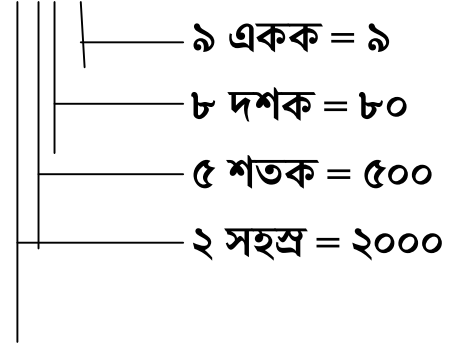 ৯ একক = ৯
৮ দশক = ৮০
৫ শতক = ৫০০
২ সহস্র = ২০০০